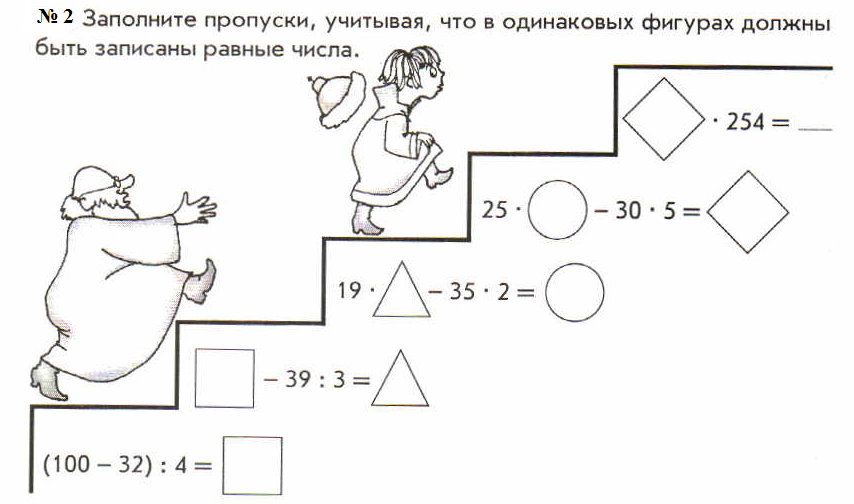 № 2 Заполните пропуски, учитывая, что в одинаковых фигурах должны
быть записаны равные числа.
· 254 = __
25 · – 30 · 5 =
19 · – 35 · 2 =
– 39 : 3 =
(100 – 32) : 4 =